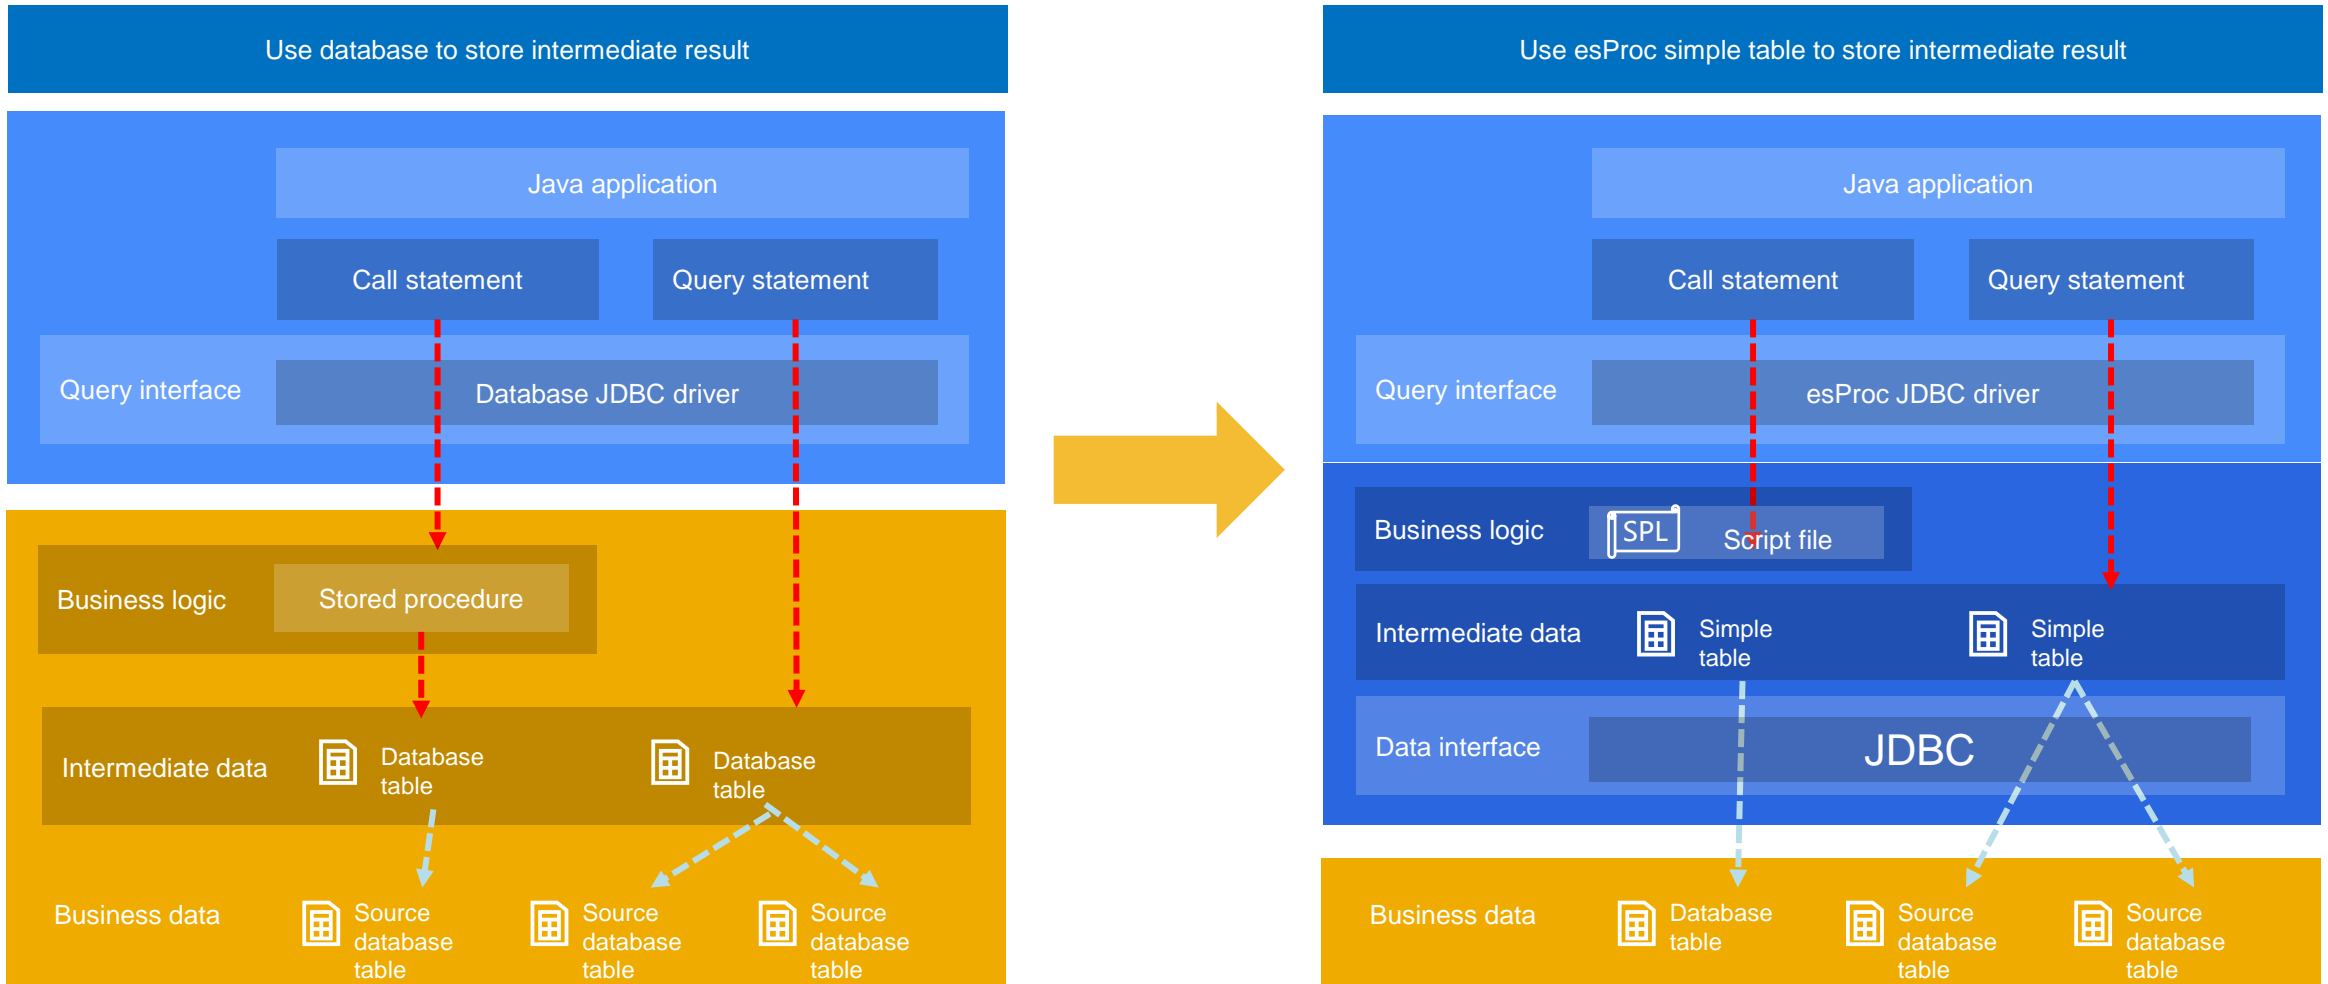 Use database to store intermediate result
Java application
Call statement
Query statement
Query interface
Database JDBC driver
Business logic
Stored procedure
Intermediate data
Database
table
Database
table
Business data
Source
database
table
Source
database
table
Source
database
table
Use esProc simple table to store intermediate result
Java application
Call statement
Query statement
Query interface
esProc JDBC driver
Business logic
SPL
Script file
Intermediate data
Simple
table
Simple
table
Data interface
JDBC
Business data
Database
table
Source
database
table
Source
database
table